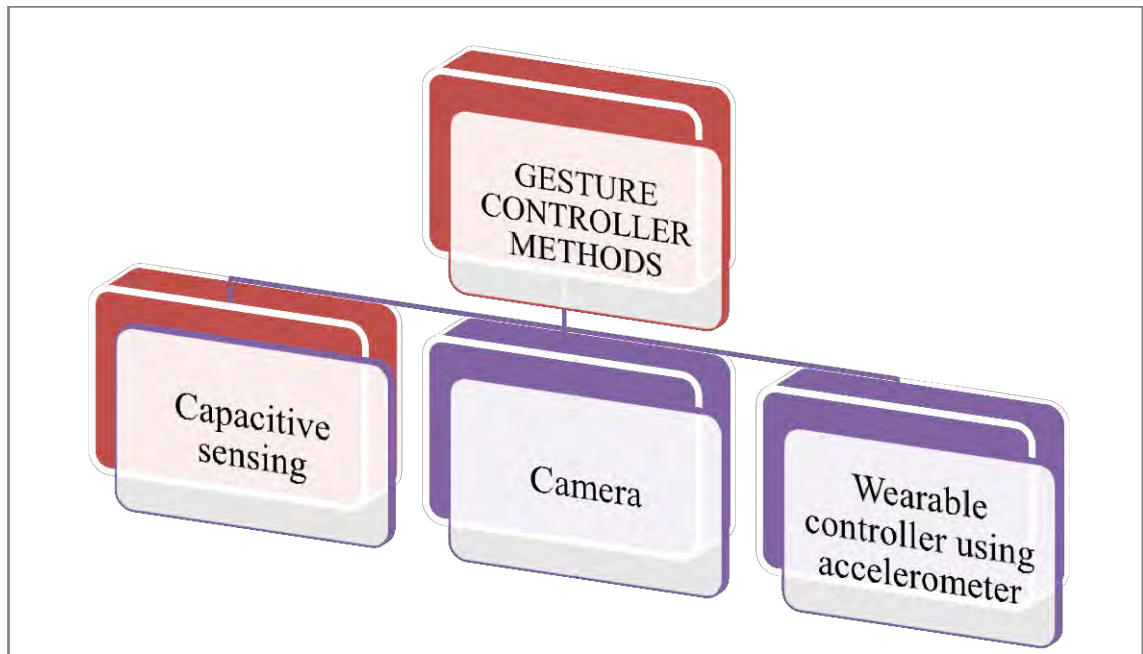 GESTURE
CONTROLLER
METHODS
Capacitive
sensing
Camera
Wearable
controller using
accelerometer